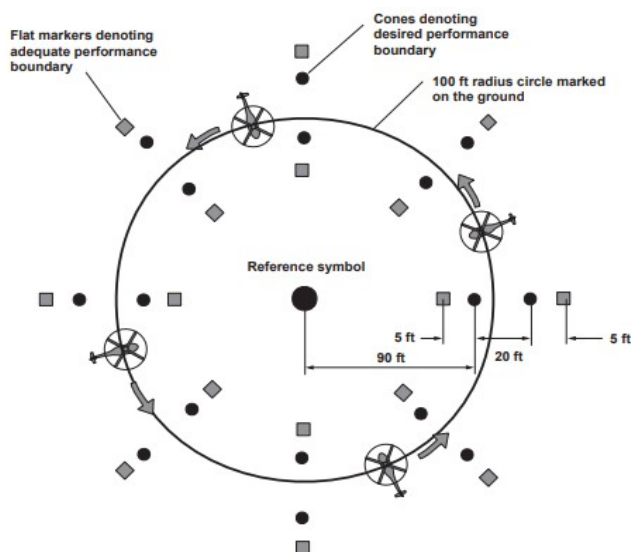 Flat markers denoting
adequate performance
boundary
Cones denoting
desired performance
boundary
100 ft radius circle marked
on the ground
Reference symbol
5 ft
90 ft
20 ft
5 ft